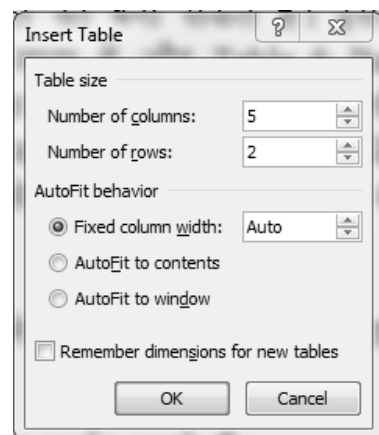 Insert Table
Table size
Number of columns: 5
Number of rows: 2
AutoFit behavior
Fixed column width: Auto
AutoFit to contents
AutoFit to window
Remember dimensions for new tables
OK Cancel